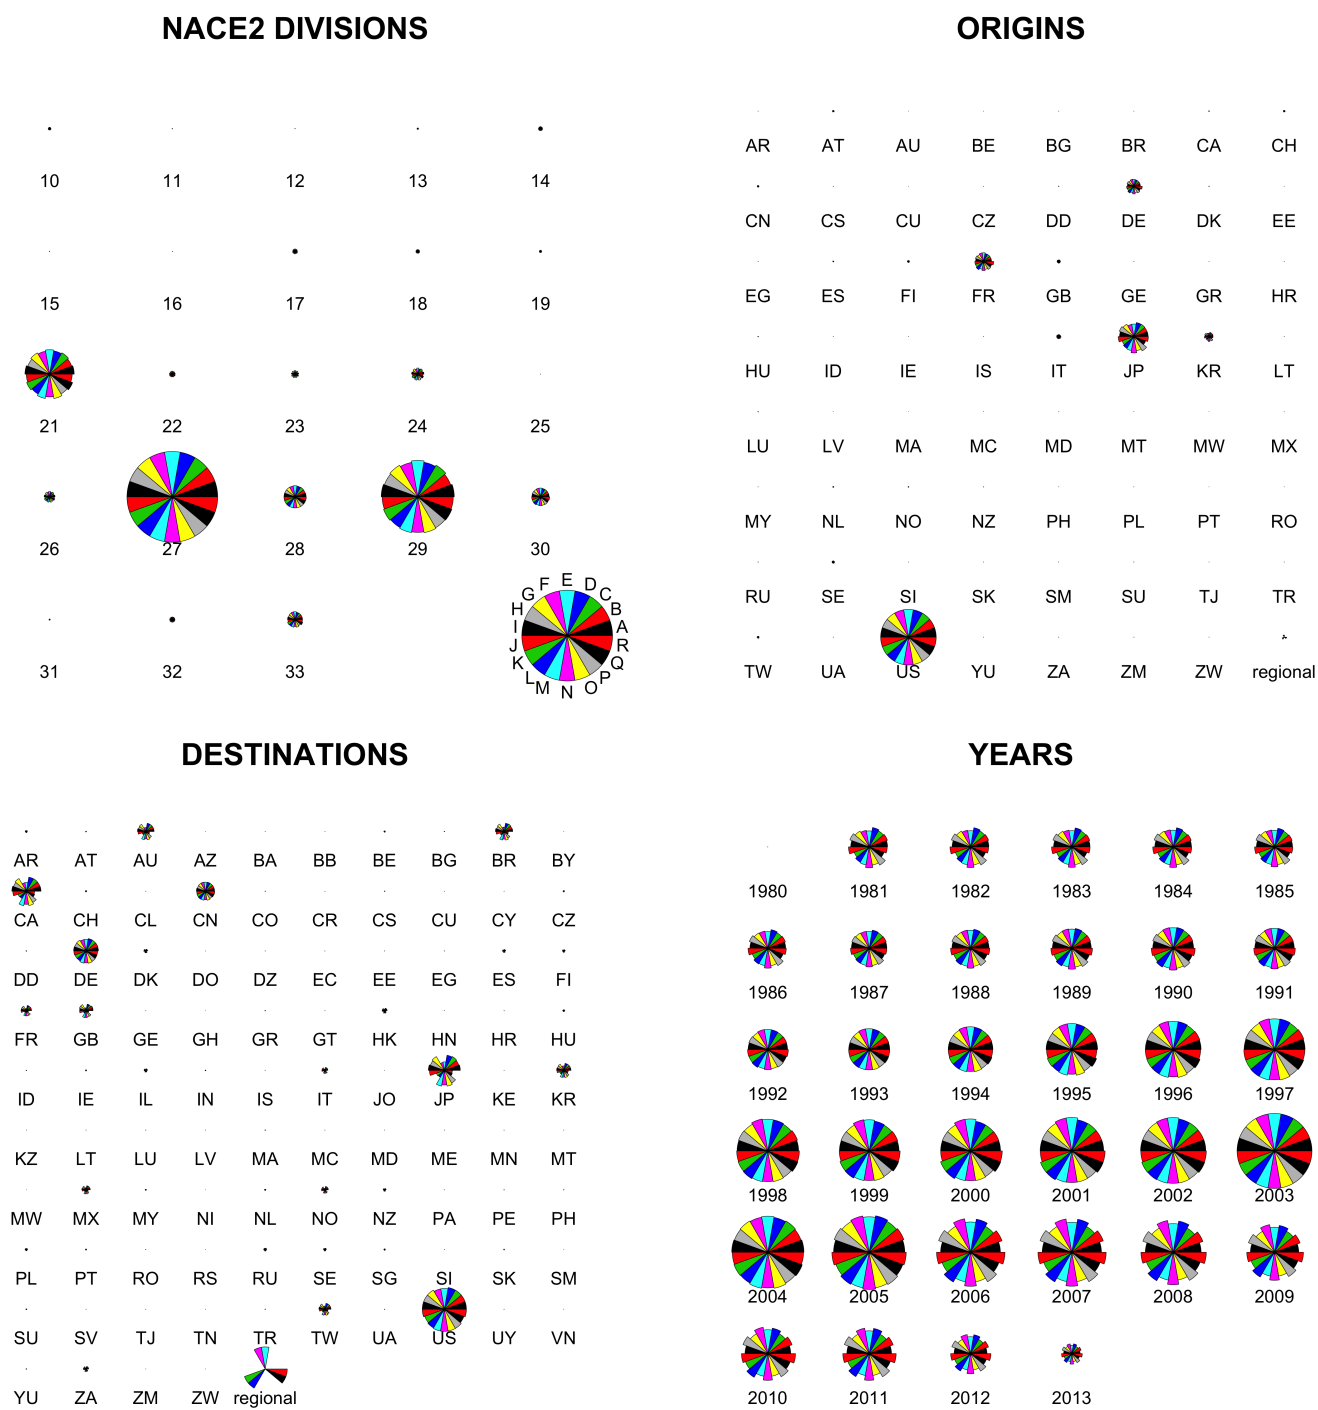 NACE2 DIVISIONS
10 11 12 13 14
15 16 17 18 19
21 22 23 24 25
26 27 28 29 30
31 32 33
A B C D E F G H I J K L M N O P Q R
ORIGINS
AR AT AU BE BG BR CA CH
CN CS CU CZ DD DE DK EE
EG ES FI FR GB GE GR HR
HU ID IE IS IT JP KR LT
LU LV MA MC MD MT MW MX
MY NL NO NZ PH PL PT RO
RU SE SI SK SM SU TJ TR
TW UA US YU ZA ZM ZW regional
DESTINATIONS
AR AT AU AZ BA BB BE BG BR BY
CA CH CL CN CO CR CS CU CY CZ
DD DE DK DO DZ EC EE EG ES FI
FR GB GE GH GR GT HK HN HR HU
ID IE IL IN IS IT JO JP KE KR
KZ LT LU LV MA MC MD ME MN MT
MW MX MY NI NL NO NZ PA PE PH
PL PT RO RS RU SE SG SI SK SM
SU SV TJ TN TR TW UA US UY VN
YU ZA ZM ZW regional
YEARS
1980 1981 1982 1983 1984 1985
1986 1987 1988 1989 1990 1991
1992 1993 1994 1995 1996 1997
1998 1999 2000 2001 2002 2003
2004 2005 2006 2007 2008 2009
2010 2011 2012 2013